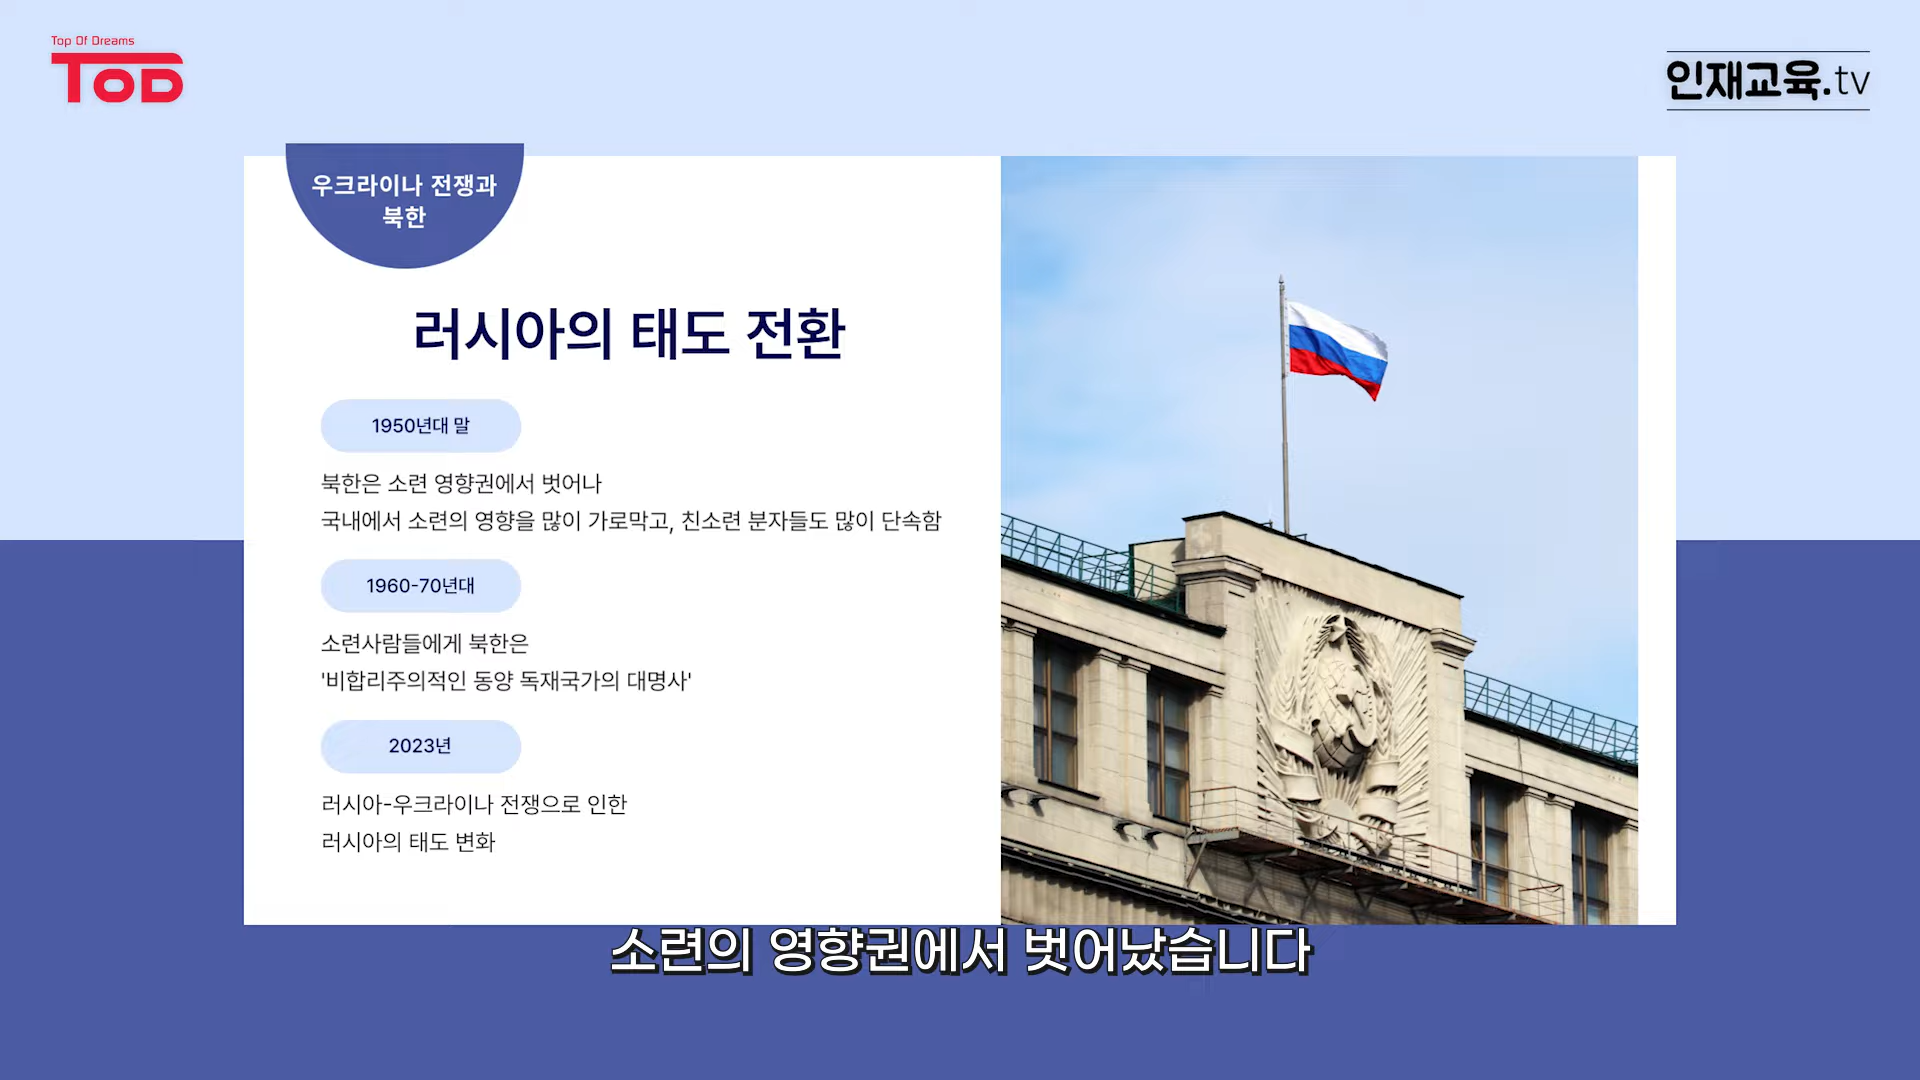 Top Of Dreams
TOD
인재교육.tv
우크라이나 전쟁과
북한
러시아의 태도 전환
1950년대 말
북한은 소련 영향권에서 벗어나
국내에서 소련의 영향을 많이 가로막고, 친소련 분자들도 많이 단속함
1960-70년대
소련사람들에게 북한은
'비합리주의적인 동양 독재국가의 대명사'
2023년
러시아-우크라이나 전쟁으로 인한
러시아의 태도 변화
소련의 영향권에서 벗어났습니다